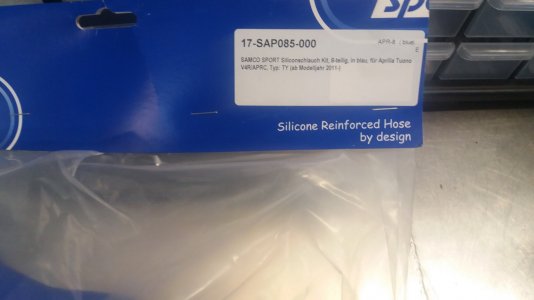 17-SAP085-000
APR-8 / blue
E
SAMCO SPORT Siliconschlauch Kit, 8-teilig, in blau, für Aprilia Tuono
V4R/APRC, Typ: TY (ab Modelljahr 2011-)
Silicone Reinforced Hose
by design